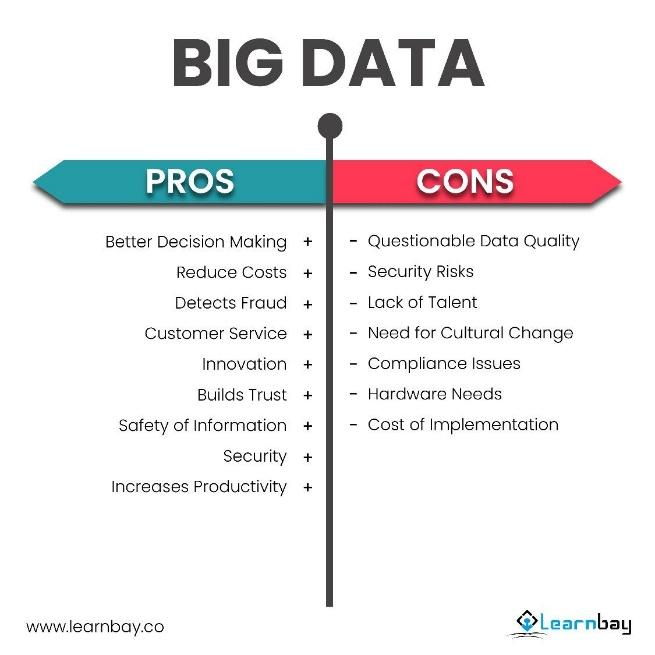 BIG DATA
PROS
CONS
Better Decision Making +
Reduce Costs +
Detects Fraud +
Customer Service +
Innovation +
Builds Trust +
Safety of Information +
Security +
Increases Productivity +
- Questionable Data Quality
- Security Risks
- Lack of Talent
- Need for Cultural Change
- Compliance Issues
- Hardware Needs
- Cost of Implementation
www.learnbay.co
Learnbay